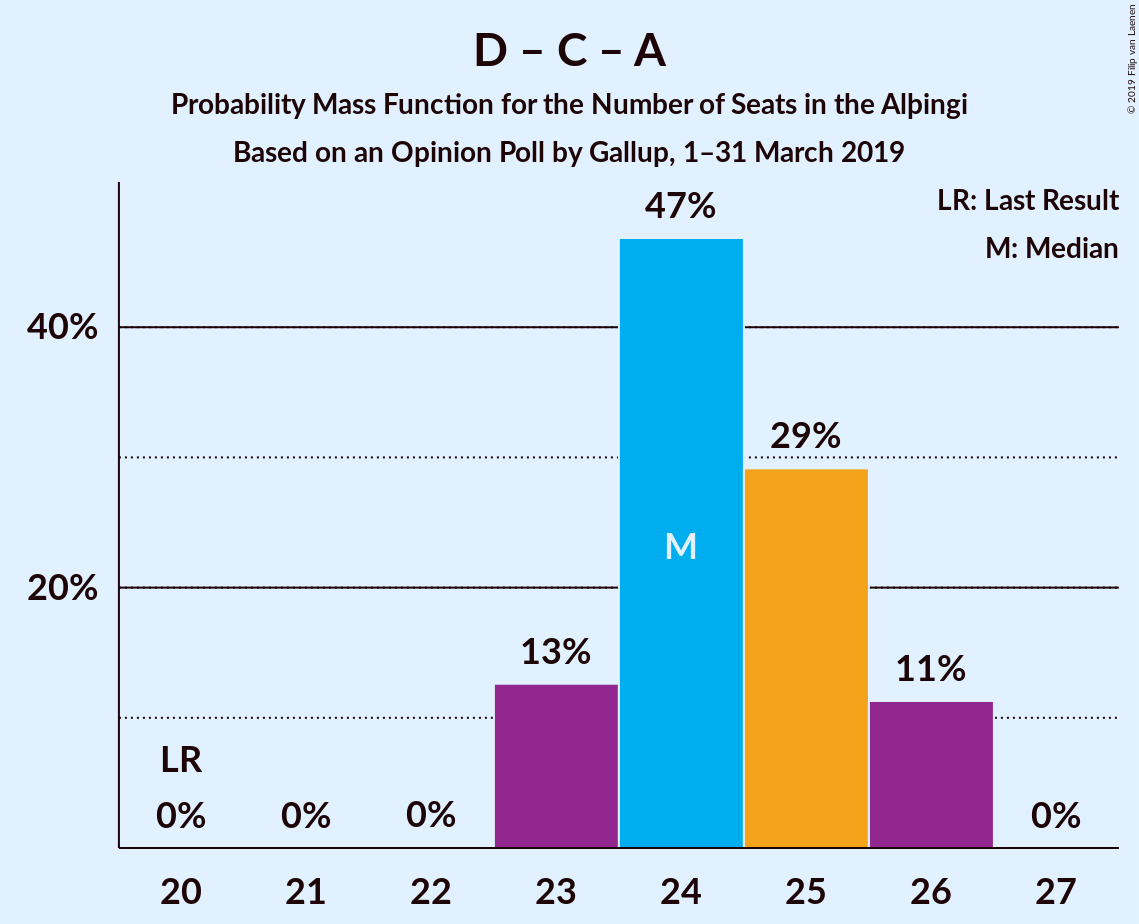 D – C – A
Probability Mass Function for the Number of Seats in the Alþingi
Based on an Opinion Poll by Gallup, 1–31 March 2019
© 2019 Filip van Laenen
LR: Last Result
M: Median
47%
40%
29%
M
20%
13%
11%
LR
0%
0%
0%
0%
20
21
22
23
24
25
26
27